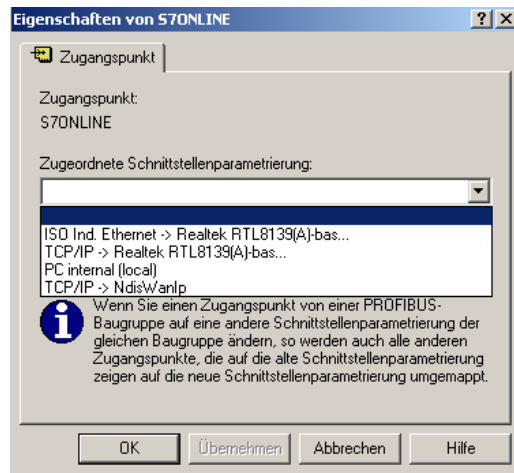 Eigenschaften von S7ONLINE
Zugangspunkt
Zugangspunkt:
S7ONLINE
Zugeordnete Schnittstellenparametrierung:
ISO Ind. Ethernet -> Realtek RTL8139(A)-bas...
TCP/IP -> Realtek RTL8139(A)-bas...
PC internal (local)
TCP/IP -> NdisWanIp
Wenn Sie einen Zugangspunkt von einer PROFIBUS-
Baugruppe auf eine andere Schnittstellenparametrierung der
gleichen Baugruppe ändern, so werden auch alle anderen
Zugangspunkte, die auf die alte Schnittstellenparametrierung
zeigen auf die neue Schnittstellenparametrierung umgemappt.
OK Übernehmen Abbrechen Hilfe